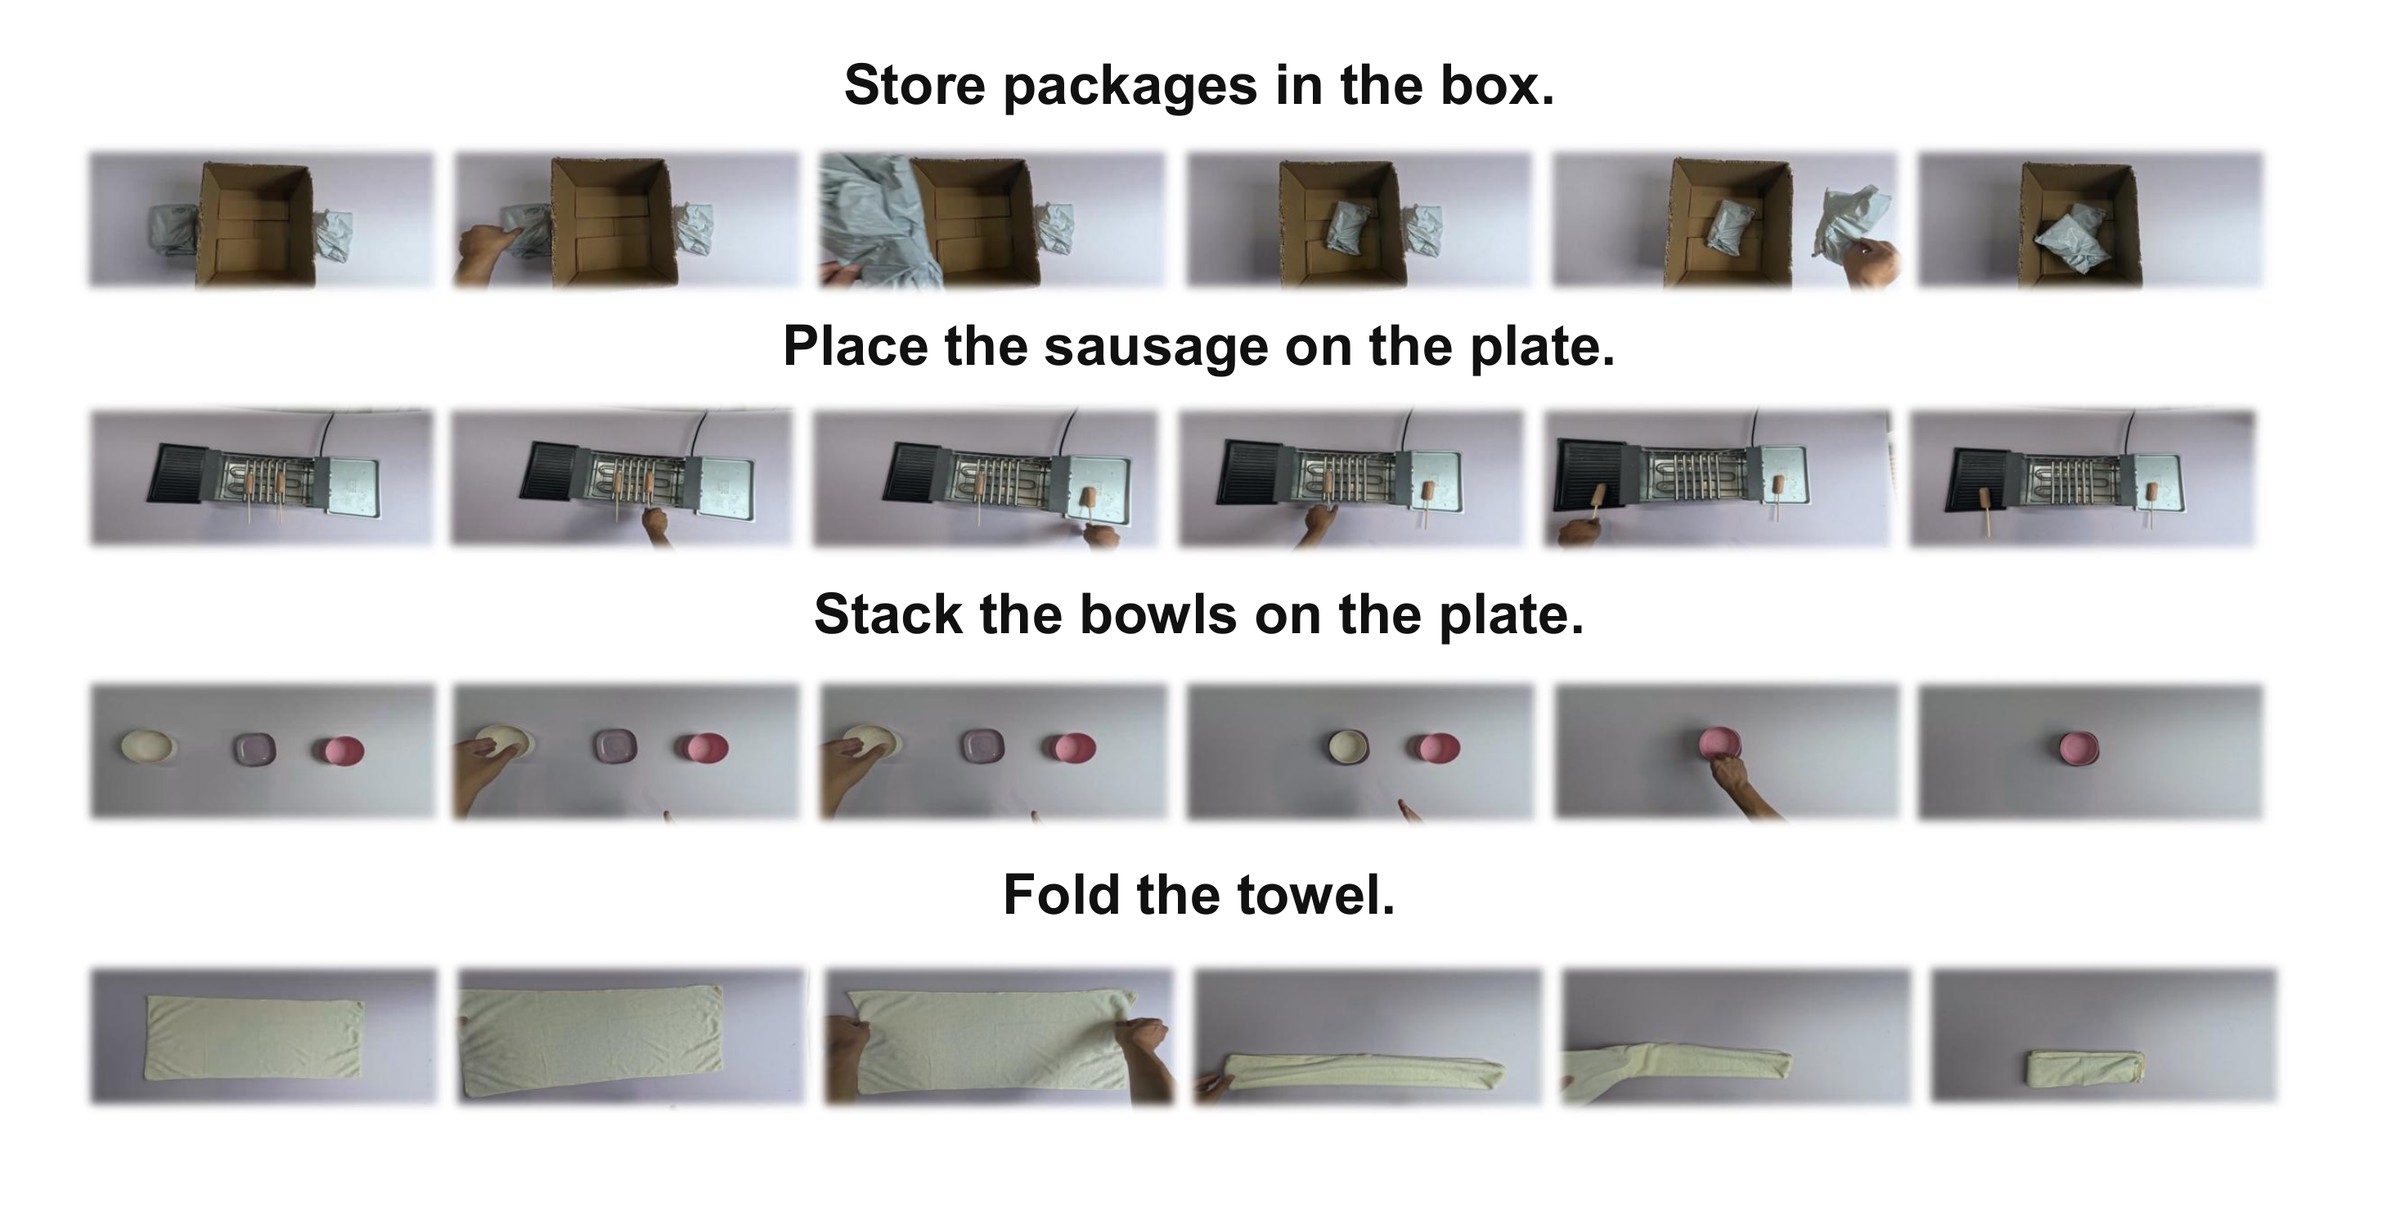 Store packages in the box.
Place the sausage on the plate.
Stack the bowls on the plate.
Fold the towel.